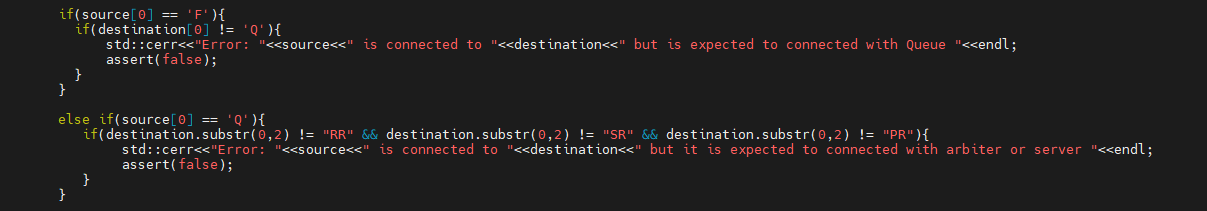 if(source[0] == 'F'){
if(destination[0] != 'Q'){
std::cerr<<"Error: "<<source<<" is connected to "<<destination<<" but is expected to connected with Queue "<<endl;
assert(false);
}
}
else if(source[0] == 'Q'){
if(destination.substr(0,2) != "RR" && destination.substr(0,2) != "SR" && destination.substr(0,2) != "PR"){
std::cerr<<"Error: "<<source<<" is connected to "<<destination<<" but it is expected to connected with arbiter or server "<<endl;
assert(false);
}
}